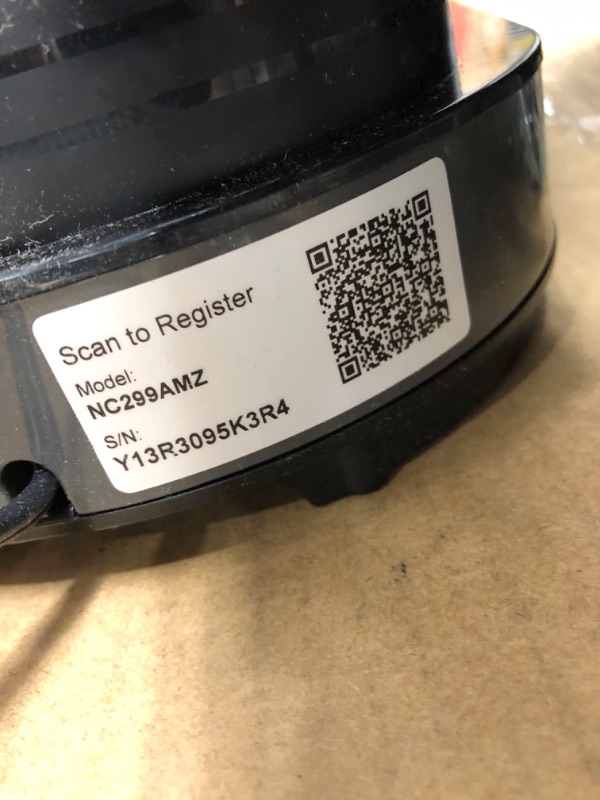 Scan to Register
Model:
NC299AMZ
S/N:
Y13R3095K3R4